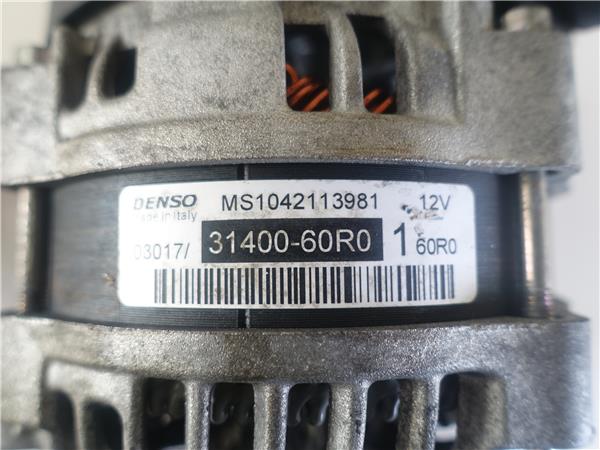 DENSO MS1042113981 12V
Made in Italy
03017/ 31400-60R0 1 60R0